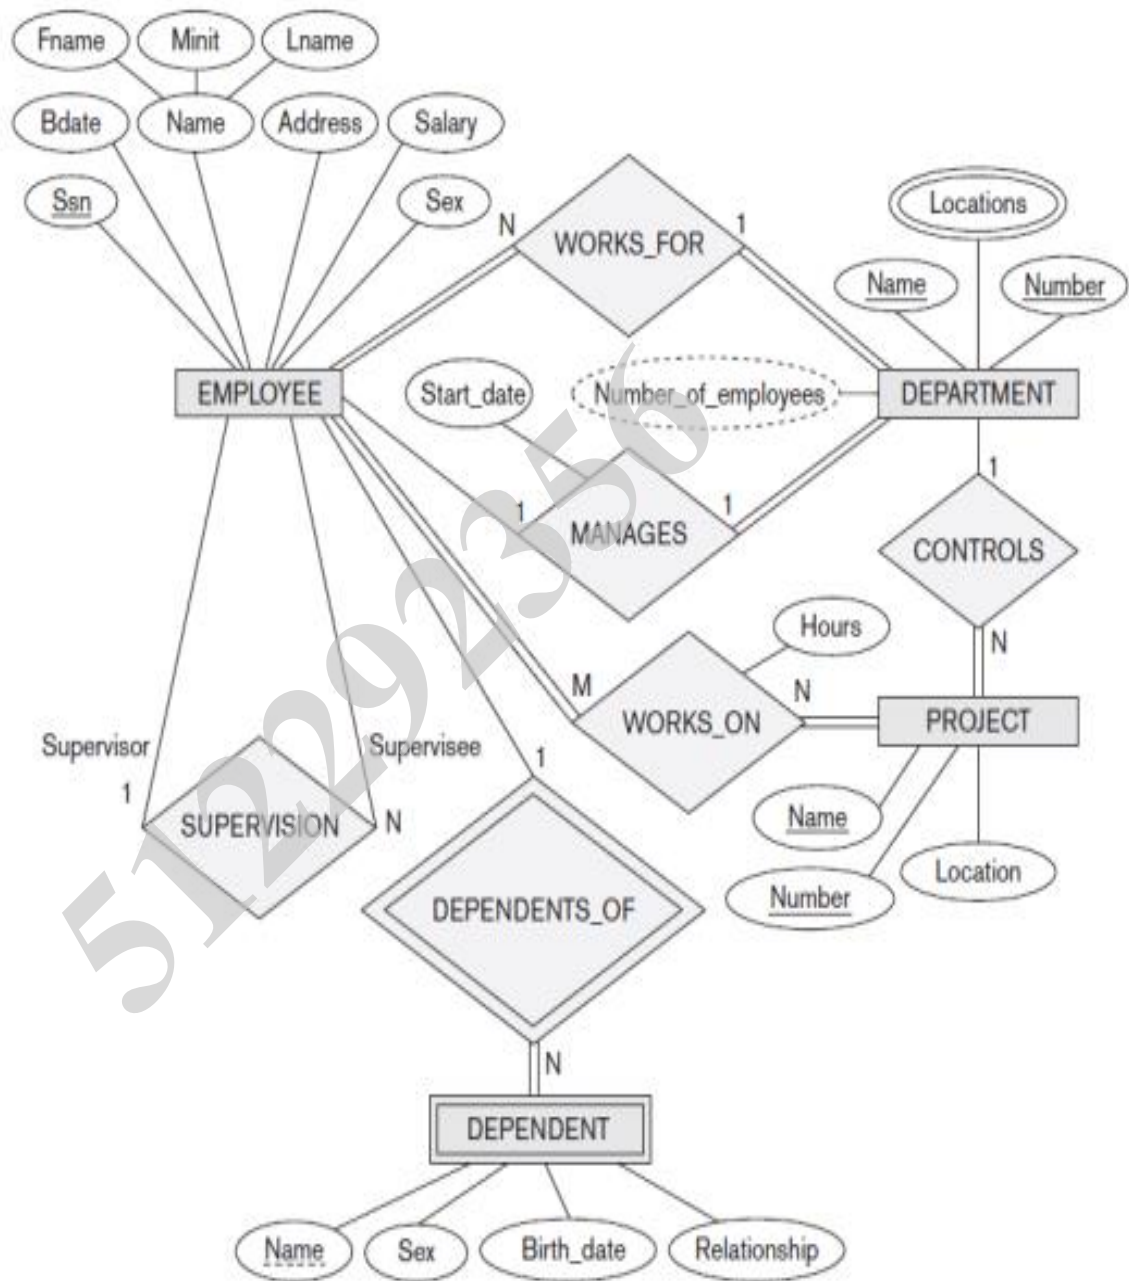 Fname Minit Lname
Bdate Name Address Salary
Ssn Sex
N WORKS_FOR 1
Locations
Name Number
EMPLOYEE Start_date Number_of_employees DEPARTMENT
1 MANAGES 1
1
CONTROLS
N
Hours
M WORKS_ON N PROJECT
Supervisor Supervisee
1 SUPERVISION N
1
Name
Number
Location
DEPENDENTS_OF
N
DEPENDENT
Name Sex Birth_date Relationship
512292356